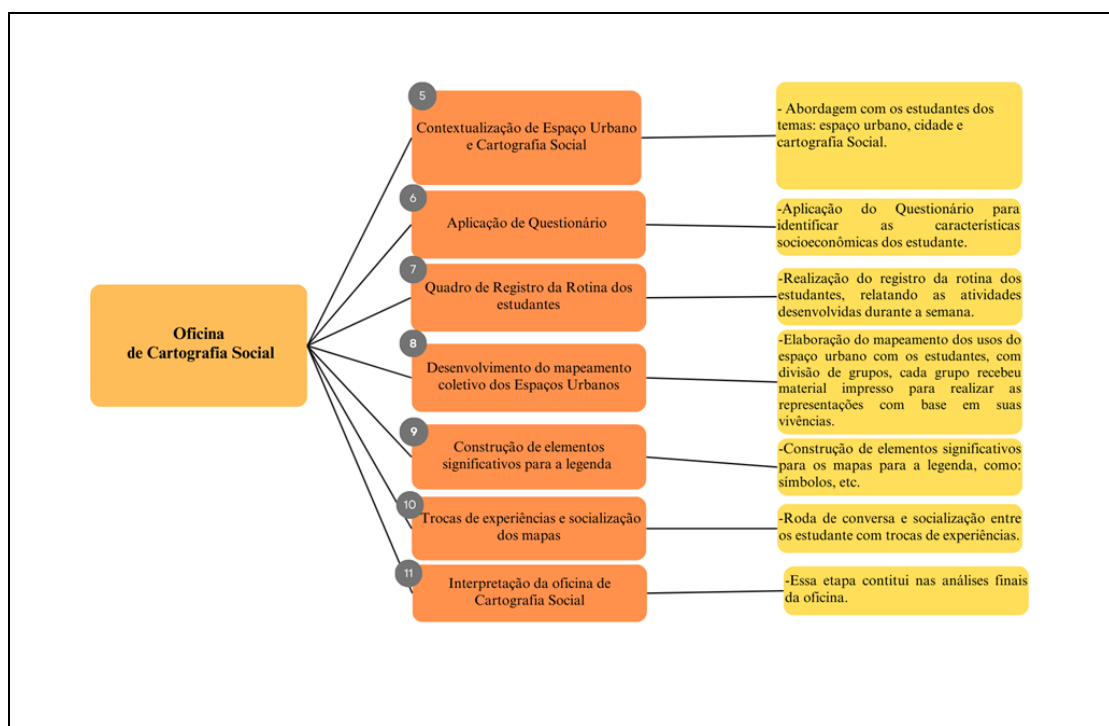 Oficina
de Cartografia Social
5
Contextualização de Espaço Urbano
e Cartografia Social
- Abordagem com os estudantes dos
temas: espaço urbano, cidade e
cartografia Social.
6
Aplicação de Questionário
-Aplicação do Questionário para
identificar as características
socioeconômicas dos estudante.
7
Quadro de Registro da Rotina dos
estudantes
-Realização do registro da rotina dos
estudantes, relatando as atividades
desenvolvidas durante a semana.
8
Desenvolvimento do mapeamento
coletivo dos Espaços Urbanos
-Elaboração do mapeamento dos usos do
espaço urbano com os estudantes, com
divisão de grupos, cada grupo recebeu
material impresso para realizar as
representações com base em suas
vivências.
9
Construção de elementos
significativos para a legenda
-Construção de elementos significativos
para os mapas para a legenda, como:
símbolos, etc.
10
Trocas de experiências e socialização
dos mapas
-Roda de conversa e socialização entre
os estudante com trocas de experiências.
11
Interpretação da oficina de
Cartografia Social
-Essa etapa contitui nas análises finais
da oficina.